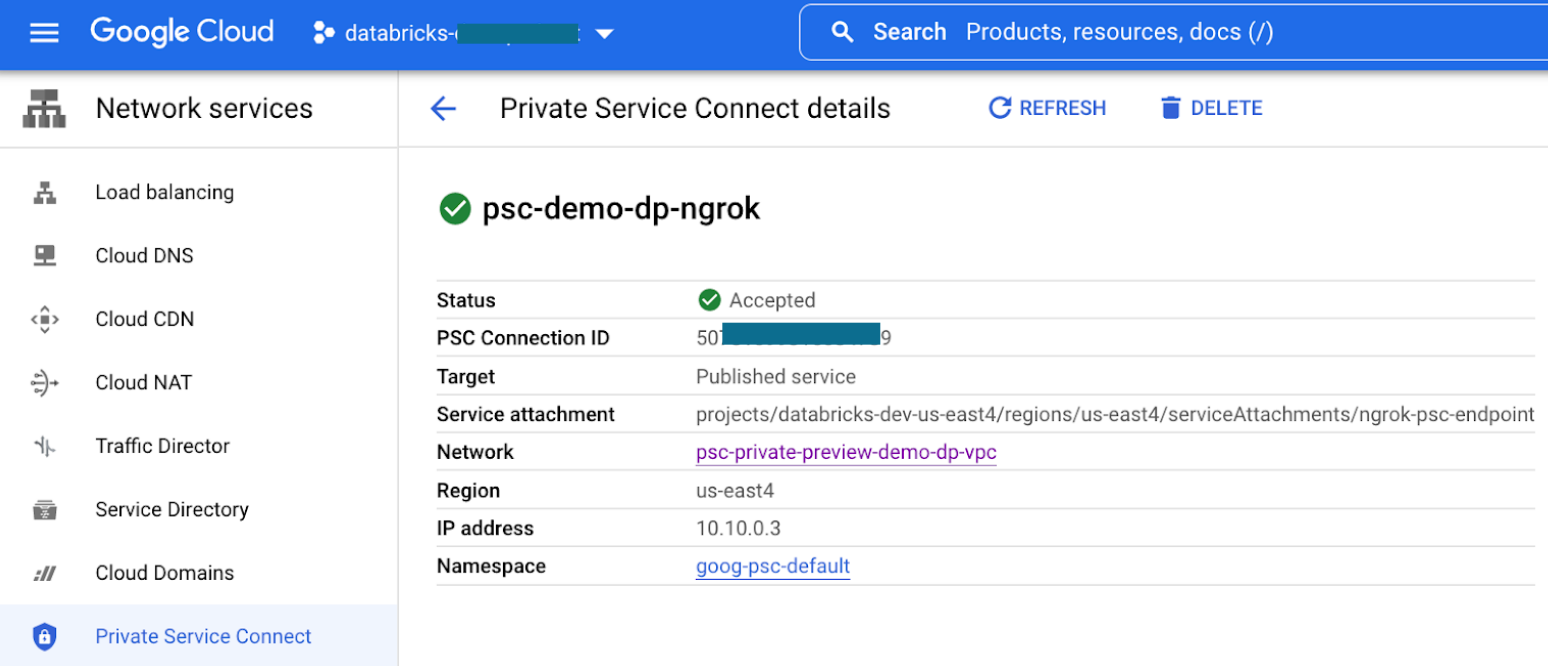 Google Cloud databricks- Search Products, resources, docs (/)
Network services
Private Service Connect details REFRESH DELETE
Load balancing
Cloud DNS
Cloud CDN
Cloud NAT
Traffic Director
Service Directory
Cloud Domains
Private Service Connect
psc-demo-dp-ngrok
Status Accepted
PSC Connection ID 50 9
Target Published service
Service attachment projects/databricks-dev-us-east4/regions/us-east4/serviceAttachments/ngrok-psc-endpoint
Network psc-private-preview-demo-dp-vpc
Region us-east4
IP address 10.10.0.3
Namespace goog-psc-default